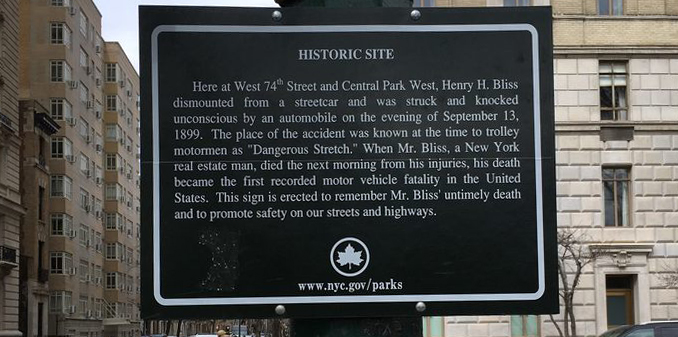 HISTORIC SITE
Here at West 74th Street and Central Park West, Henry H. Bliss
dismounted from a streetcar and was struck and knocked
unconscious by an automobile on the evening of September 13,
1899. The place of the accident was known at the time to trolley
motormen as "Dangerous Stretch." When Mr. Bliss, a New York
real estate man, died the next morning from his injuries, his death
became the first recorded motor vehicle fatality in the United
States. This sign is erected to remember Mr. Bliss' untimely death
and to promote safety on our streets and highways.
www.nyc.gov/parks